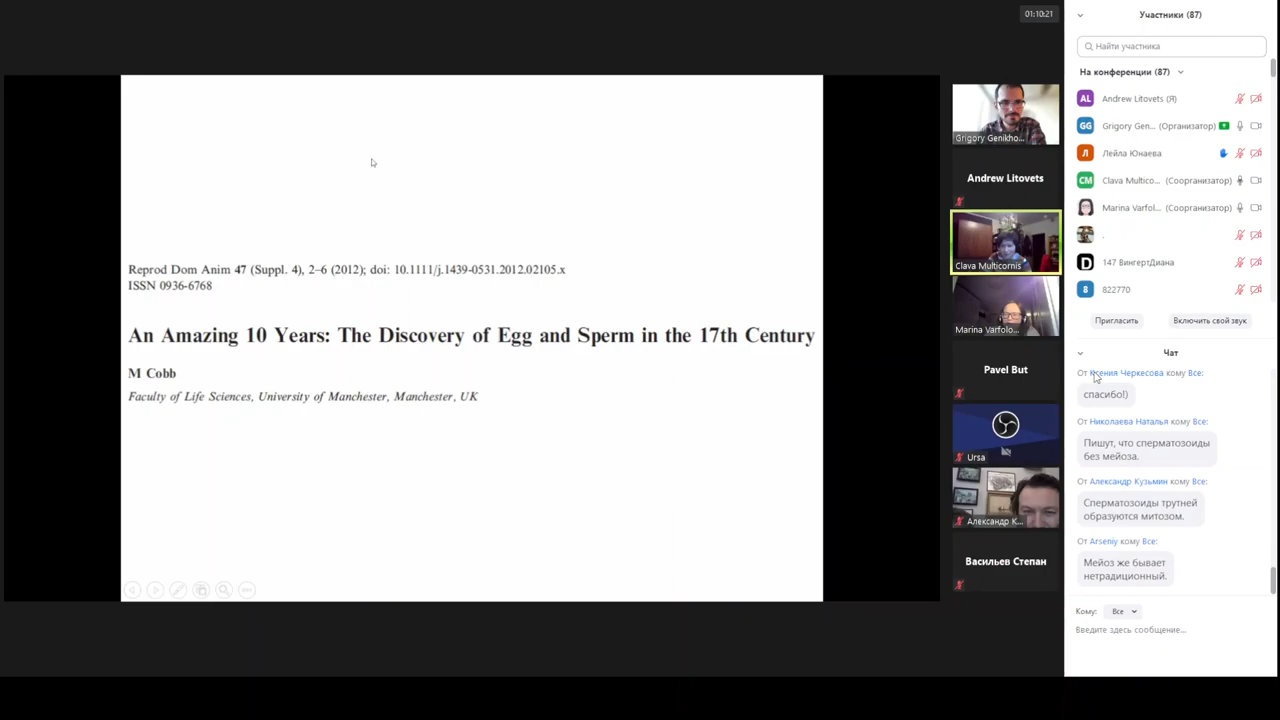 01:10:21
Reprod Dom Anim 47 (Suppl. 4), 2–6 (2012); doi: 10.1111/j.1439-0531.2012.02105.x
ISSN 0936-6768
An Amazing 10 Years: The Discovery of Egg and Sperm in the 17th Century
M Cobb
Faculty of Life Sciences, University of Manchester, Manchester, UK
Grigory Genikho...
Andrew Litovets
Clava Multicornis
Marina Varfolo...
Pavel But
Ursa
Александр К...
Васильев Степан
Участники (87)
Найти участника
На конференции (87)
AL Andrew Litovets (Я)
GG Grigory Gen... (Организатор)
Л Лейла Юнаева
CM Clava Multico... (Соорганизатор)
Marina Varfol... (Соорганизатор)
.
147 ВингертДиана
8 822770
Пригласить Включить свой звук
Чат
От Ксения Черкесова кому Все:
спасибо!)
От Николаева Наталья кому Все:
Пишут, что сперматозоиды
без мейоза.
От Александр Кузьмин кому Все:
Сперматозоиды трутней
образуются митозом.
От Arseniy кому Все:
Мейоз же бывает
нетрадиционный.
Кому: Все
Введите здесь сообщение...